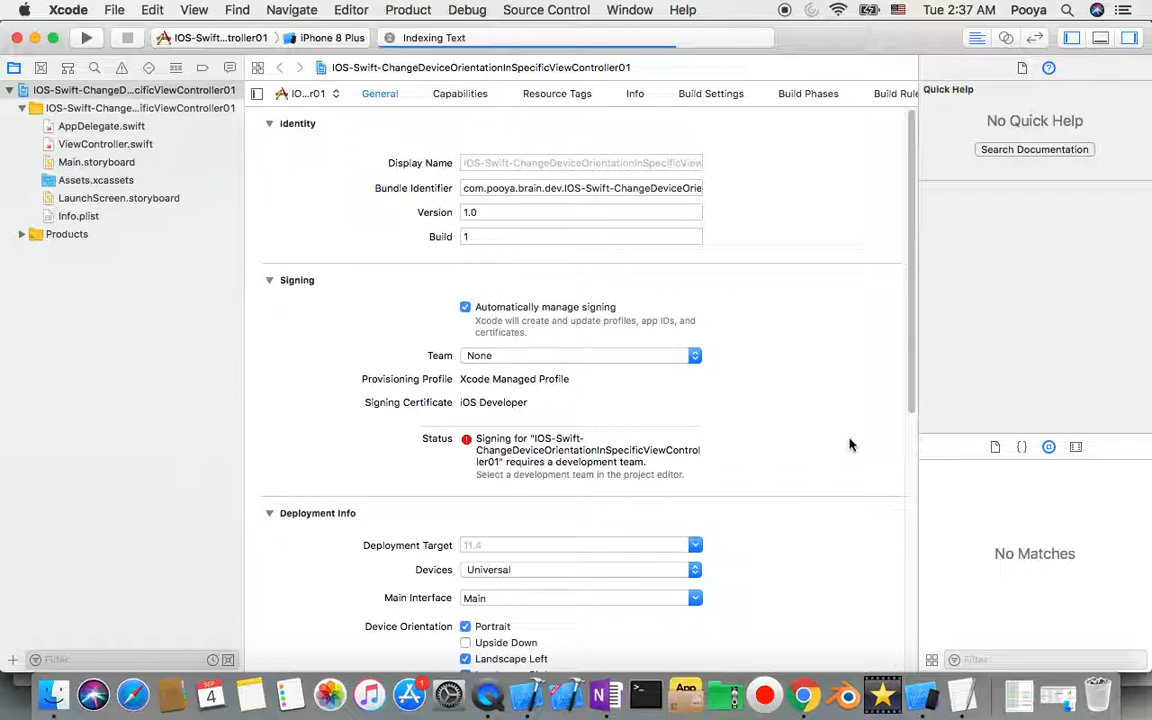 Xcode File Edit View Find Navigate Editor Product Debug Source Control Window Help Tue 2:37 AM Pooya
IOS-Swift...troller01 iPhone 8 Plus Indexing Text
IOS-Swift-ChangeDeviceOrientationInSpecificViewController01
IOS-Swift-ChangeD...cificViewController01
IOS-Swift-Change...rificViewController01
AppDelegate.swift
ViewController.swift
Main.storyboard
Assets.xcassets
LaunchScreen.storyboard
Info.plist
Products
Filter
IO...r01 General Capabilities Resource Tags Info Build Settings Build Phases Build Rule
Identity
Display Name IOS-Swift-ChangeDeviceOrientationInSpecificView
Bundle Identifier com.pooya.brain.dev.IOS-Swift-ChangeDeviceOrie
Version 1.0
Build 1
Signing
Automatically manage signing
Xcode will create and update profiles, app IDs, and
certificates.
Team None
Provisioning Profile Xcode Managed Profile
Signing Certificate iOS Developer
Status Signing for "IOS-Swift-
ChangeDeviceOrientationInSpecificViewControl
ler01" requires a development team.
Select a development team in the project editor.
Deployment Info
Deployment Target 11.4
Devices Universal
Main Interface Main
Device Orientation Portrait
Upside Down
Landscape Left
Quick Help
No Quick Help
Search Documentation
No Matches
Filter
SEP
4
1
App